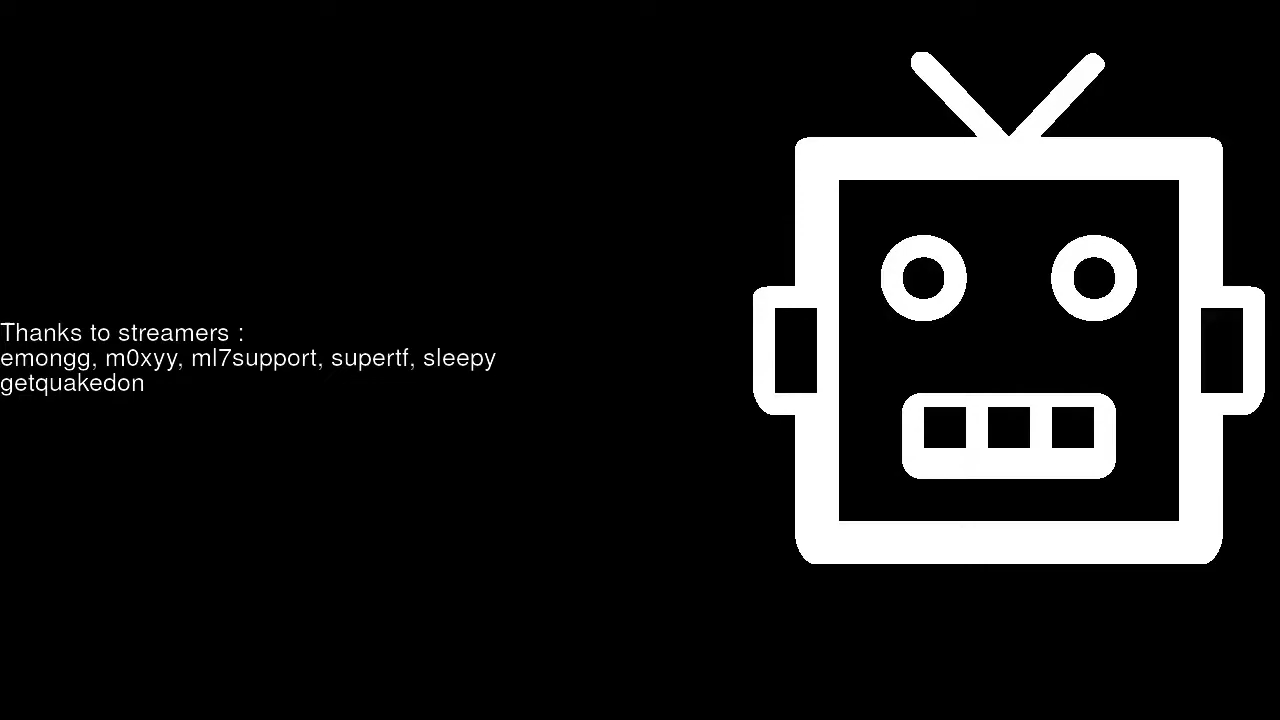 Thanks to streamers :
emongg, m0xyy, ml7support, supertf, sleepy
getquakedon